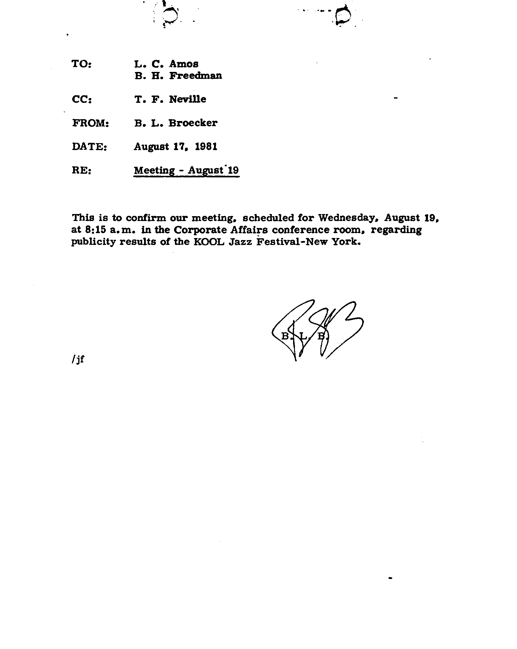 TO: L. C. Amos
B. H. Freedman
CC: T. F. Neville
FROM: B. L. Broecker
DATE: August 17, 1981
RE: Meeting - August 19
This is to confirm our meeting, scheduled for Wednesday, August 19,
at 8:15 a.m. in the Corporate Affairs conference room, regarding
publicity results of the KOOL Jazz Festival-New York.
B. L. B.
/jf